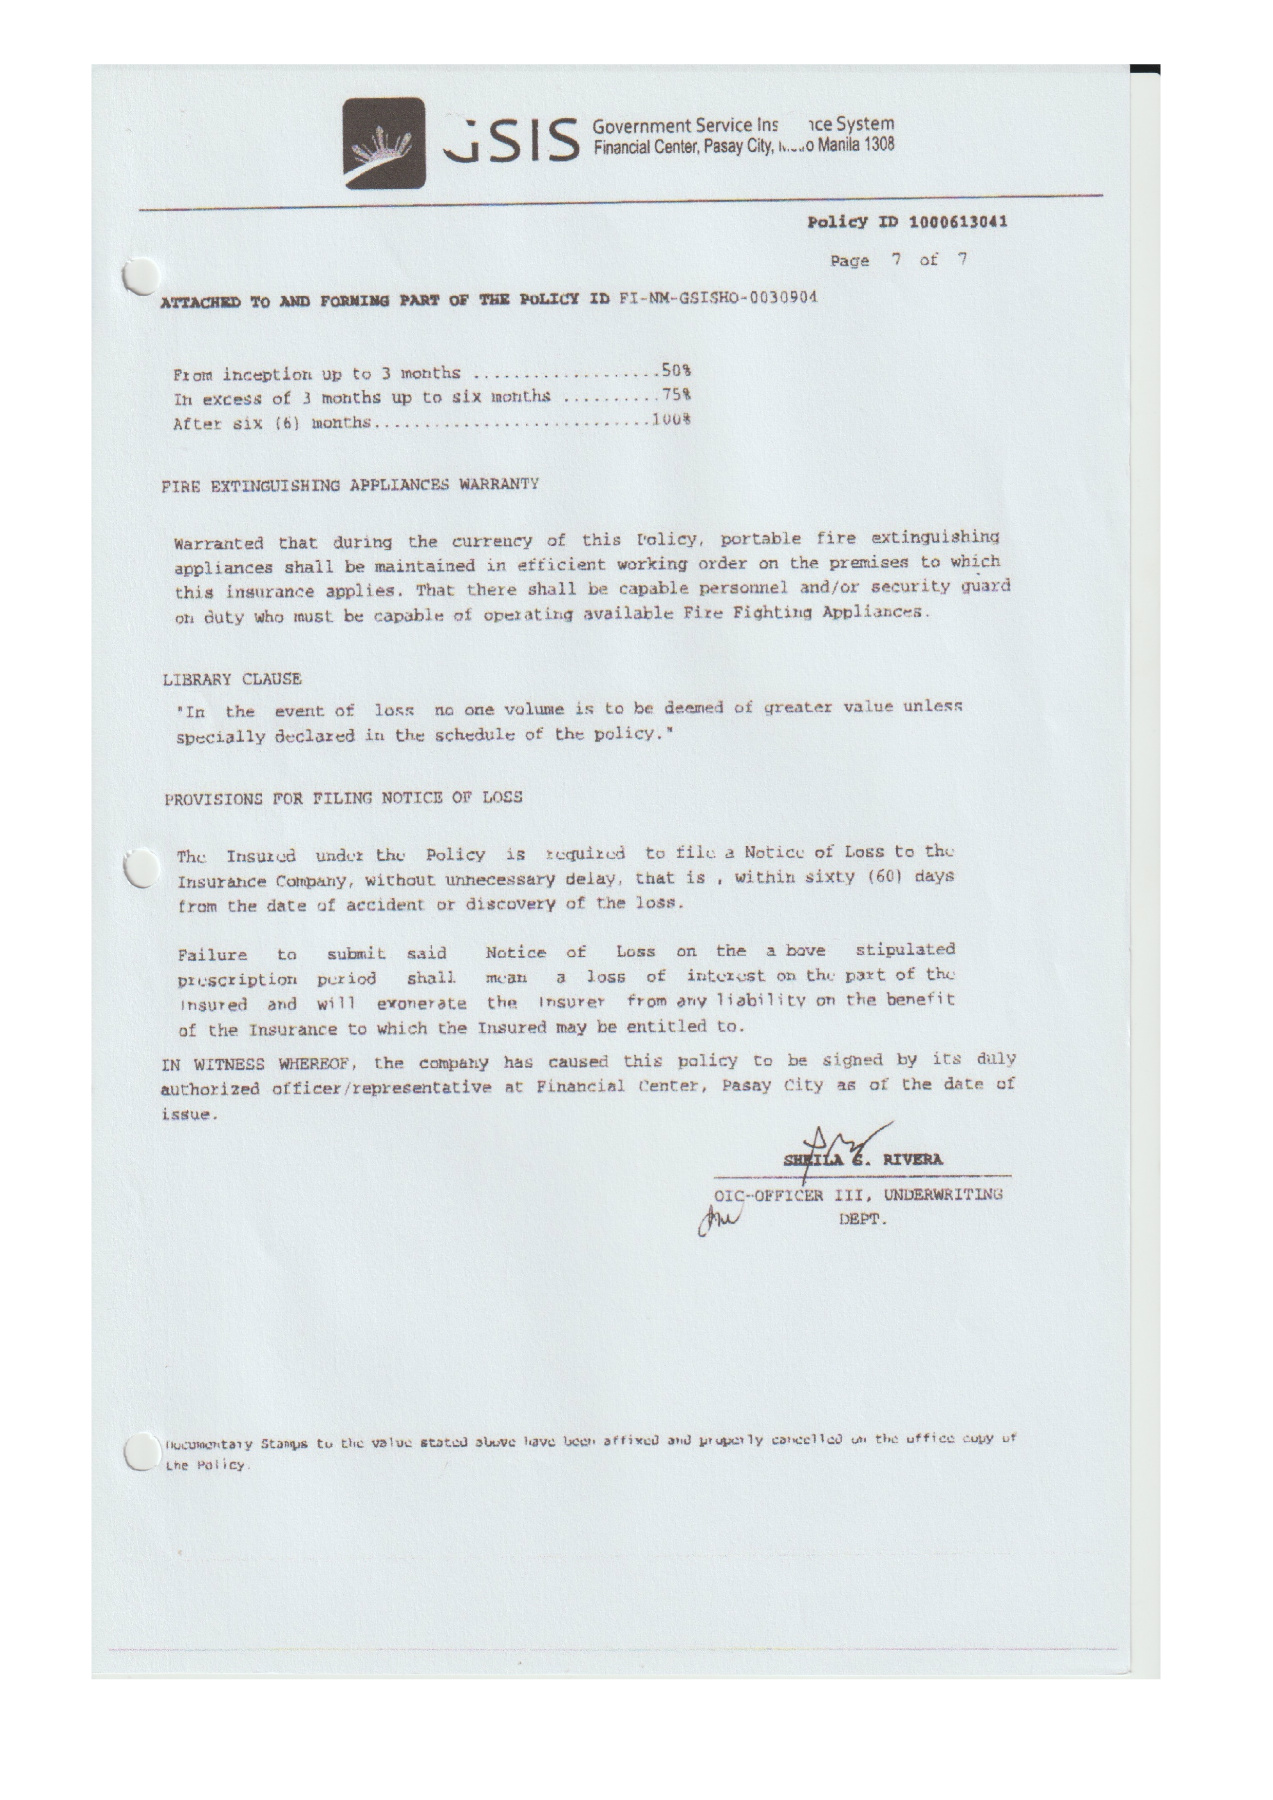 GSIS
Government Service Ins nce System
Financial Center, Pasay City, o Manila 1308
Policy ID 1000613041
Page 7 of 7
ATTACHED TO AND FORMING PART OF THE POLICY ID FI-NM-GSISHO-0030904
From inception up to 3 months ...................50%
In excess of 3 months up to six months ..........75%
After six (6) months............................100%
FIRE EXTINGUISHING APPLIANCES WARRANTY
Warranted that during the currency of this Policy, portable fire extinguishing
appliances shall be maintained in efficient working order on the premises to which
this insurance applies. That there shall be capable personnel and/or security guard
on duty who must be capable of operating available Fire Fighting Appliances.
LIBRARY CLAUSE
"In the event of loss no one volume is to be deemed of greater value unless
specially declared in the schedule of the policy."
PROVISIONS FOR FILING NOTICE OF LOSS
The Insured under the Policy is required to file a Notice of Loss to the
Insurance Company, without unnecessary delay, that is , within sixty (60) days
from the date of accident or discovery of the loss.
Failure to submit said Notice of Loss on the a bove stipulated
prescription period shall mean a loss of interest on the part of the
Insured and will exonerate the Insurer from any liability on the benefit
of the Insurance to which the Insured may be entitled to.
IN WITNESS WHEREOF, the company has caused this policy to be signed by its duly
authorized officer/representative at Financial Center, Pasay City as of the date of
issue.
SHEILA G. RIVERA
OIC-OFFICER III, UNDERWRITING
DEPT.
Documentary Stamps to the value stated above have been affixed and properly cancelled on the office copy of
the Policy.